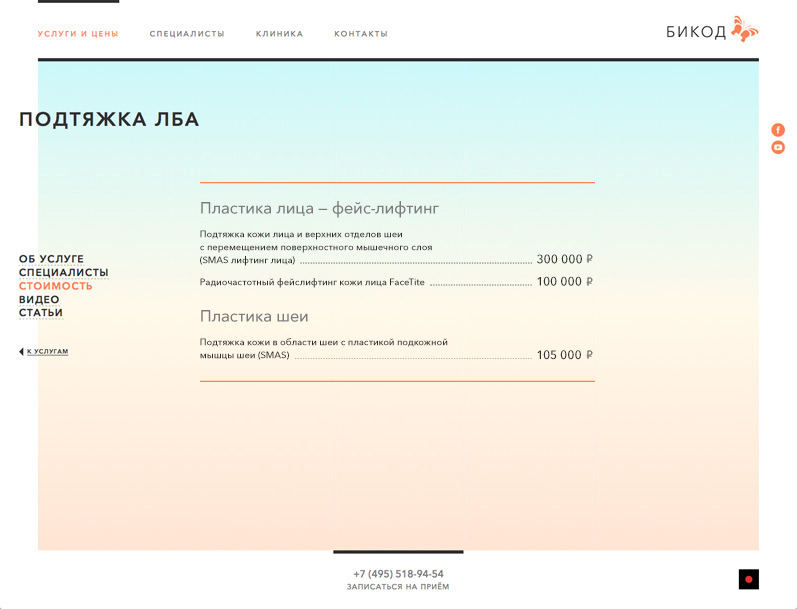 УСЛУГИ И ЦЕНЫ СПЕЦИАЛИСТЫ КЛИНИКА КОНТАКТЫ БИКОД
ПОДТЯЖКА ЛБА
Пластика лица – фейс-лифтинг
Подтяжка кожи лица и верхних отделов шеи
с перемещением поверхностного мышечного слоя
(SMAS лифтинг лица) 300 000 ₽
Радиочастотный фейслифтинг кожи лица FaceTite 100 000 ₽
Пластика шеи
Подтяжка кожи в области шеи с пластикой подкожной
мышцы шеи (SMAS) 105 000 ₽
ОБ УСЛУГЕ
СПЕЦИАЛИСТЫ
СТОИМОСТЬ
ВИДЕО
СТАТЬИ
К УСЛУГАМ
+7 (495) 518-94-54
ЗАПИСАТЬСЯ НА ПРИЁМ